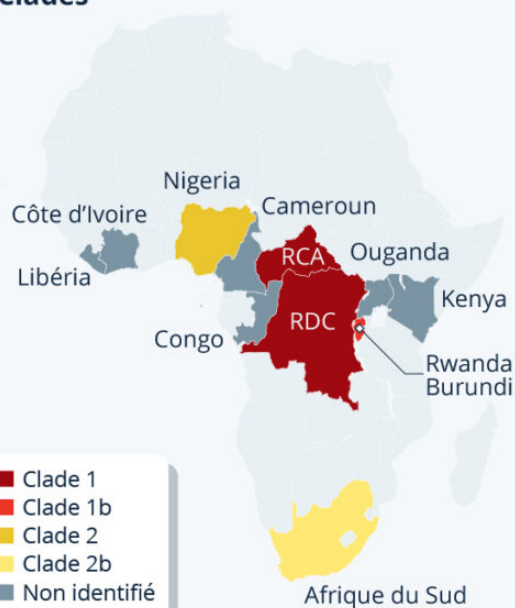 Clades
Nigeria
Cameroun
Côte d'Ivoire
RCA
Ouganda
Libéria
Kenya
RDC
Congo
Rwanda
Burundi
Clade 1
Clade 1b
Clade 2
Clade 2b
Non identifié
Afrique du Sud